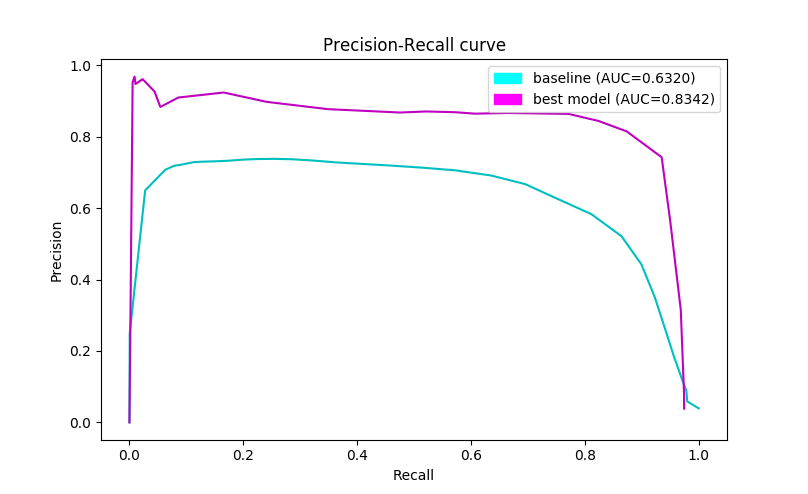 Precision-Recall curve
baseline (AUC=0.6320)
best model (AUC=0.8342)
1.0
0.8
0.6
0.4
0.2
0.0
Precision
0.0 0.2 0.4 0.6 0.8 1.0
Recall